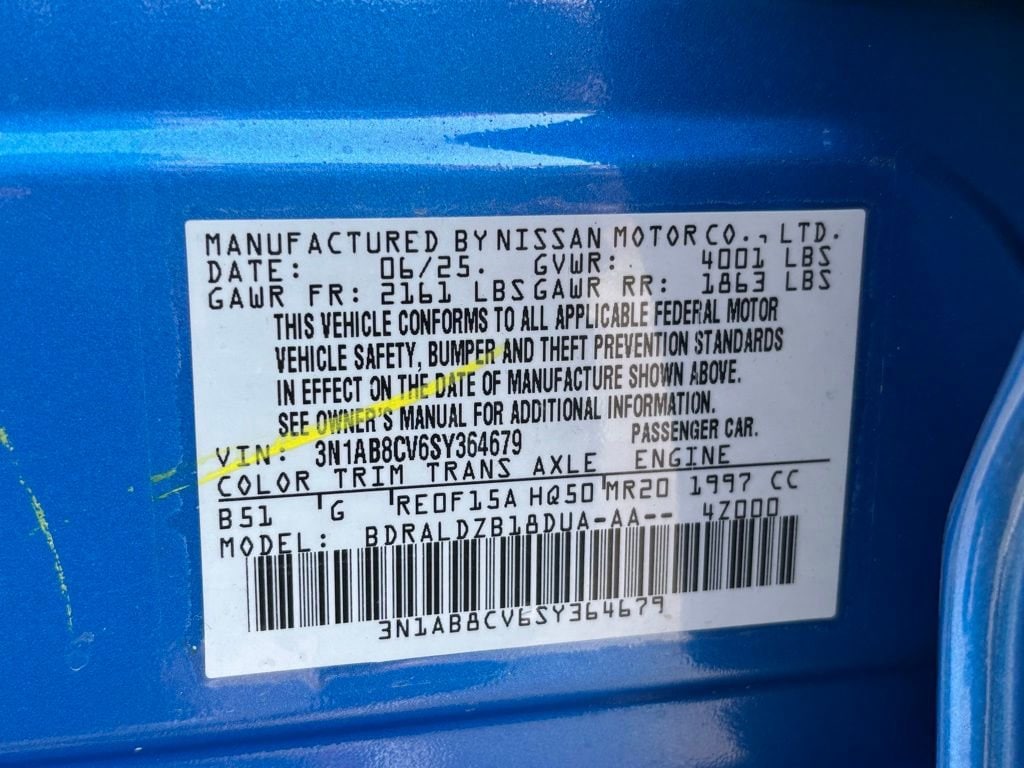 MANUFACTURED BY NISSAN MOTOR CO., LTD.
DATE: 06/25. GVWR: 4001 LBS
GAWR FR: 2161 LBS GAWR RR: 1863 LBS
THIS VEHICLE CONFORMS TO ALL APPLICABLE FEDERAL MOTOR
VEHICLE SAFETY, BUMPER AND THEFT PREVENTION STANDARDS
IN EFFECT ON THE DATE OF MANUFACTURE SHOWN ABOVE.
SEE OWNER'S MANUAL FOR ADDITIONAL INFORMATION.
VIN: 3N1AB8CV6SY364679 PASSENGER CAR.
COLOR TRIM TRANS AXLE ENGINE
B51 G RE0F15A HQ50 MR20 1997 CC
MODEL: BDRALDZB18DUA-AA-- 4Z000
3N1AB8CV6SY364679